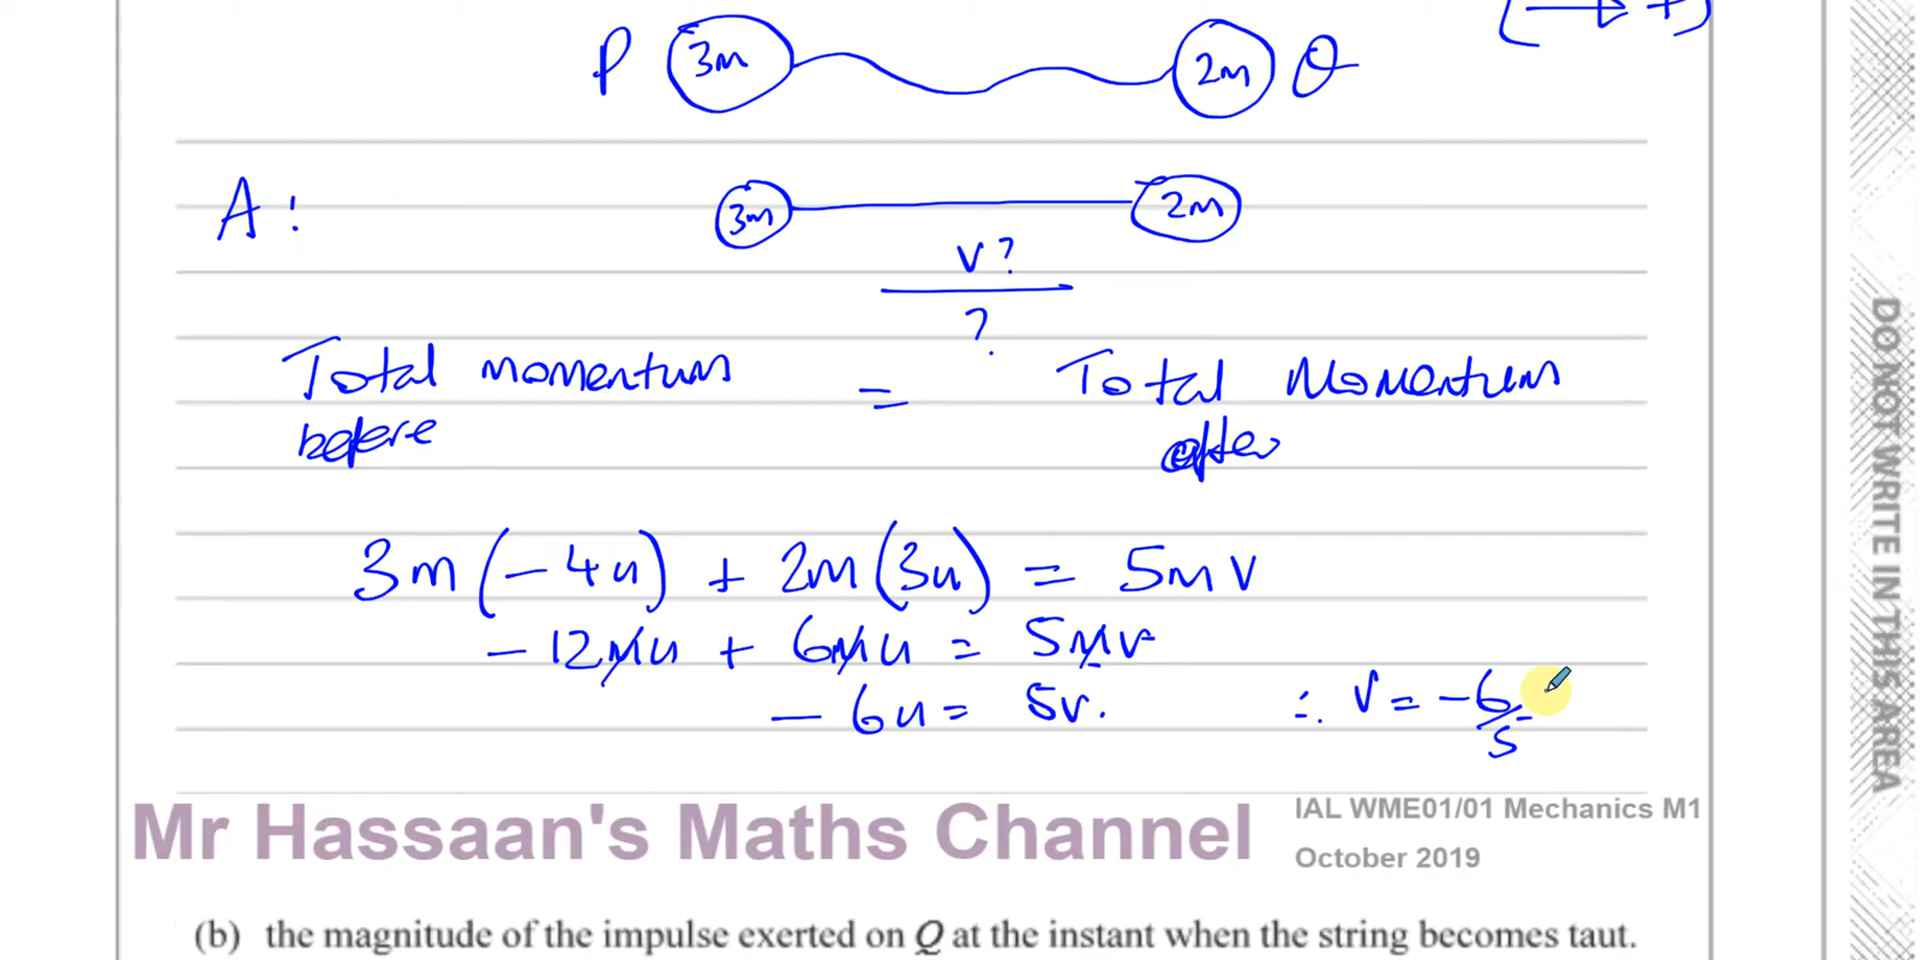 (→ +)
P 3m 2m Q
A: 3m 2m
v?
?
Total momentum before = Total Momentum after
3m(-4u) + 2m(3u) = 5mv
-12mu + 6mu = 5mv
-6u = 5v. ∴ v = -6/5
Mr Hassaan's Maths Channel
IAL WME01/01 Mechanics M1
October 2019
(b) the magnitude of the impulse exerted on Q at the instant when the string becomes taut.
DO NOT WRITE IN THIS AREA